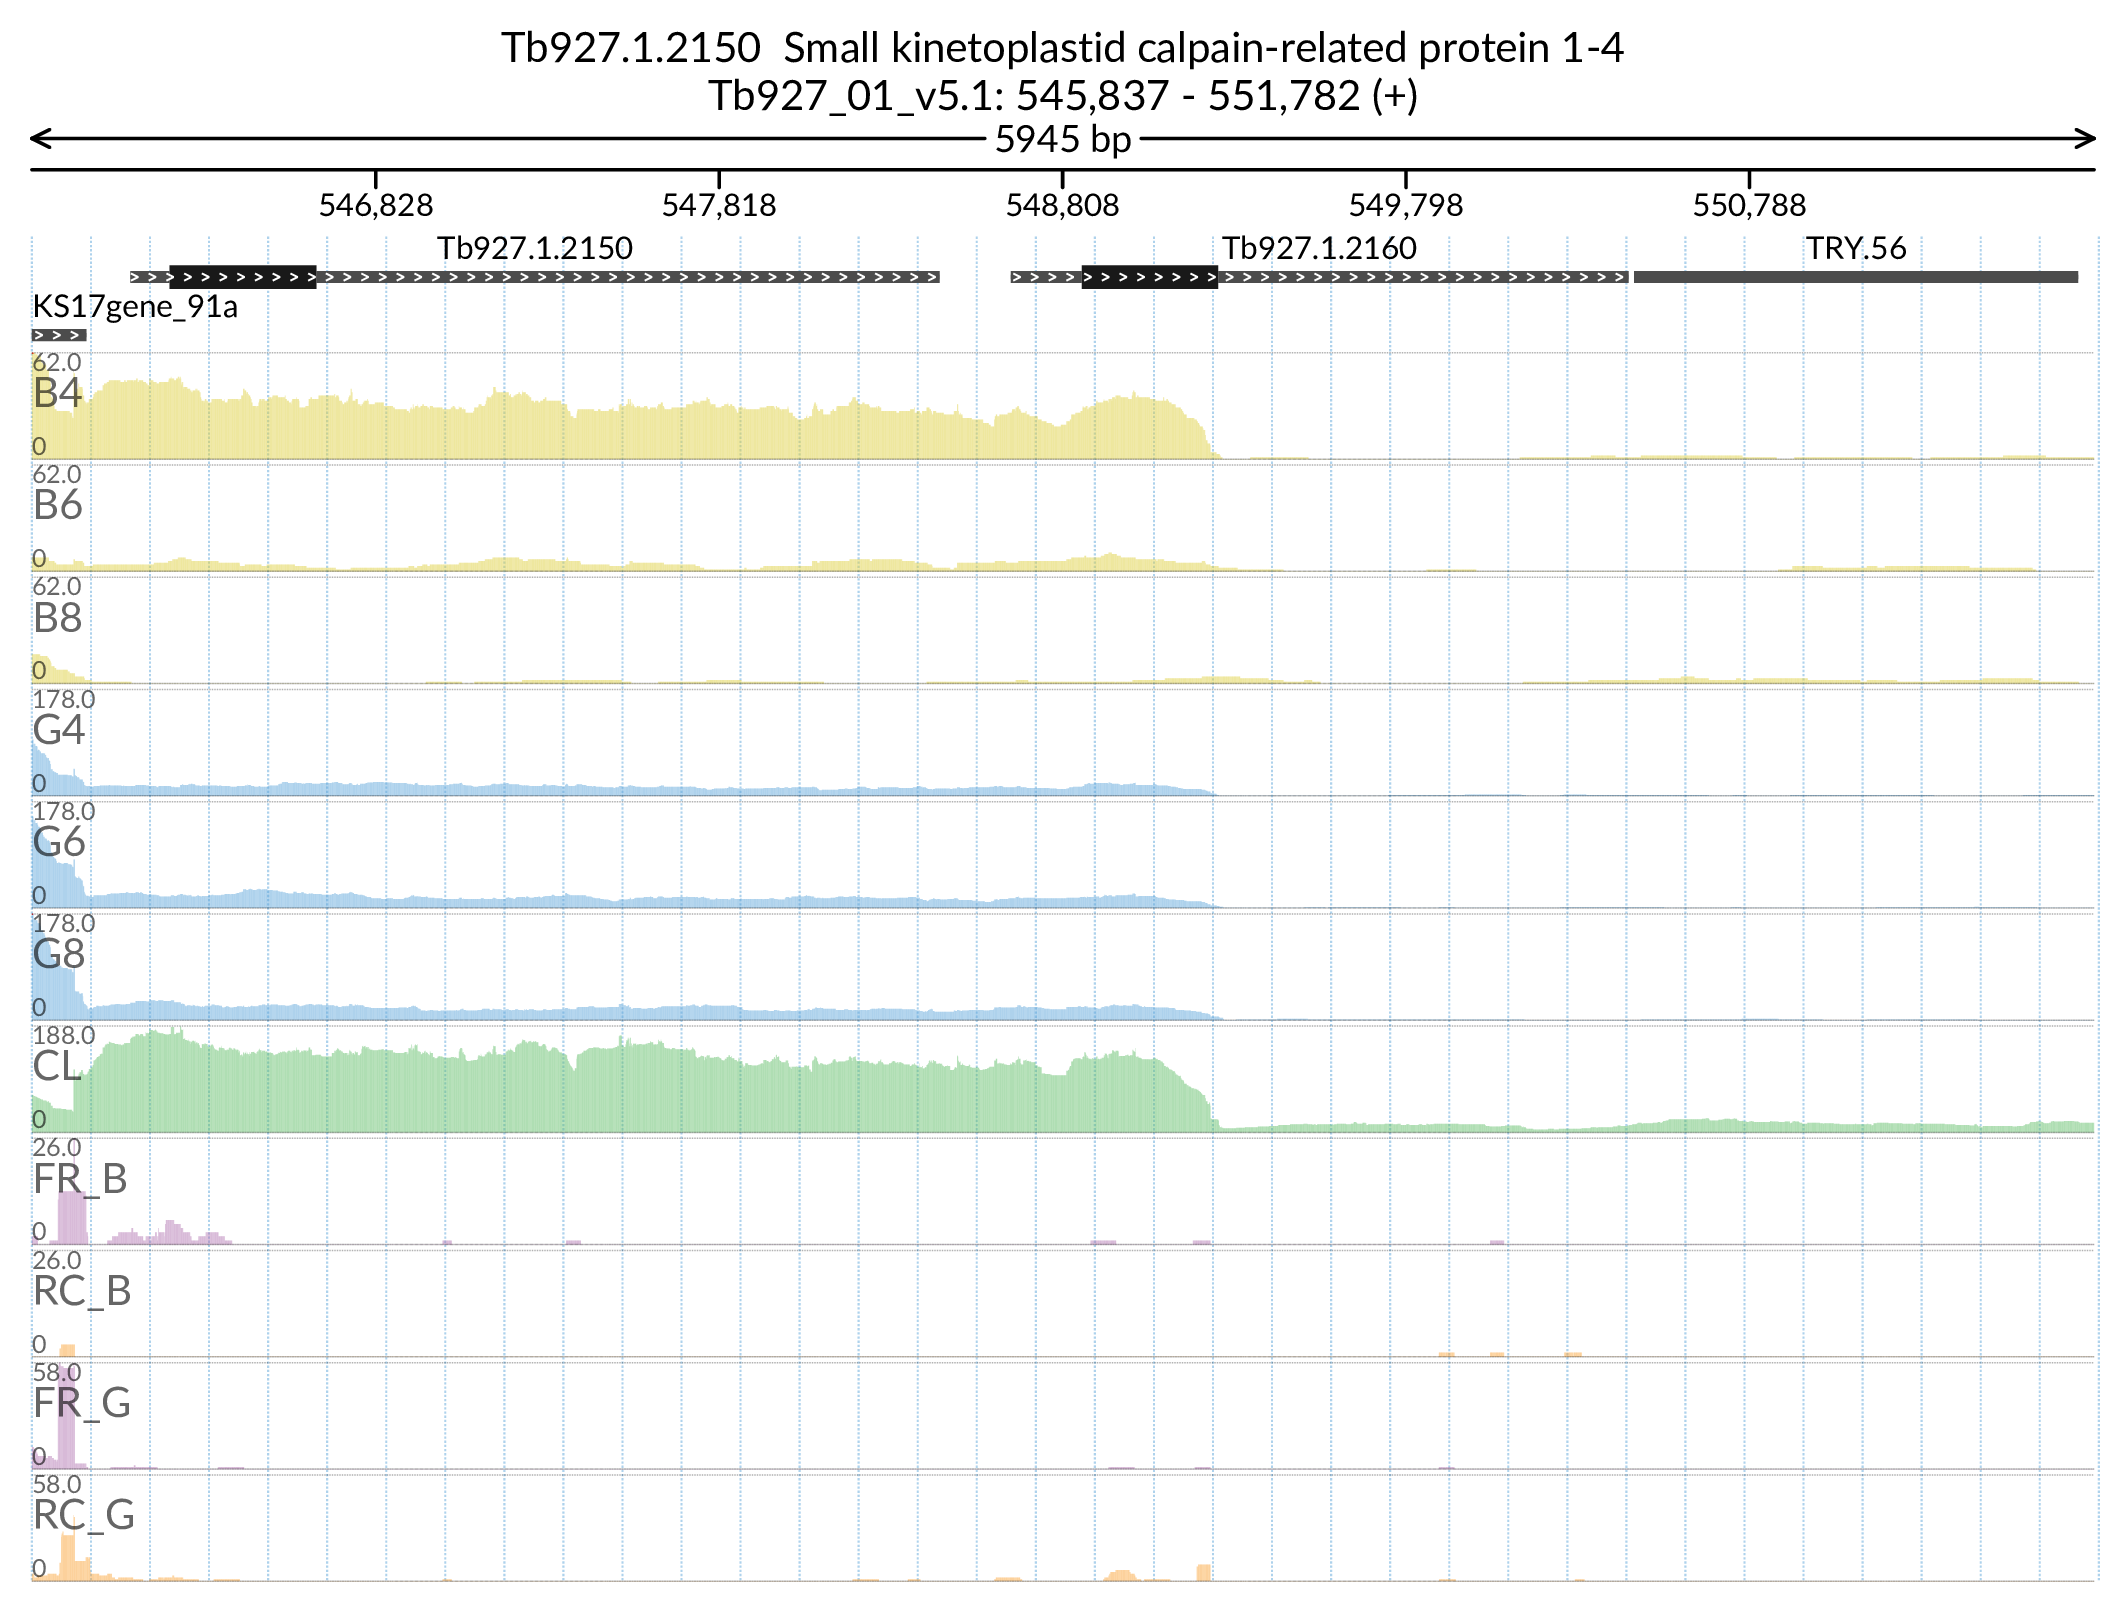 Tb927.1.2150  Small kinetoplastid calpain-related protein 1-4
Tb927_01_v5.1: 545,837 - 551,782 (+)
5945 bp
546,828 547,818 548,808 549,798 550,788
Tb927.1.2150 Tb927.1.2160 TRY.56
KS17gene_91a
62.0
B4
0
62.0
B6
0
62.0
B8
0
178.0
G4
0
178.0
G6
0
178.0
G8
0
188.0
CL
0
26.0
FR_B
0
26.0
RC_B
0
58.0
FR_G
0
58.0
RC_G
0